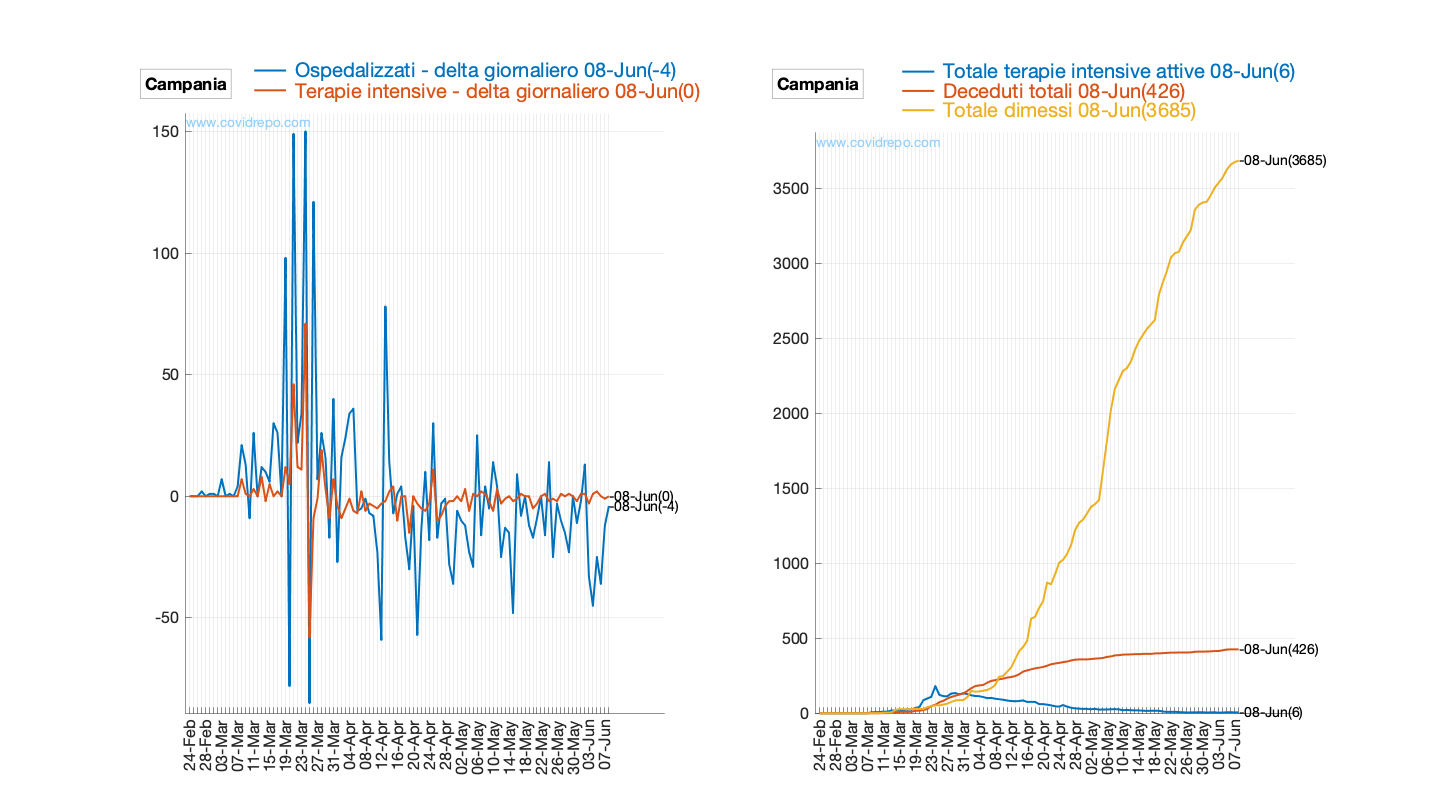 Campania
Ospedalizzati - delta giornaliero 08-Jun(-4)
Terapie intensive - delta giornaliero 08-Jun(0)
www.covidrepo.com
150
100
50
0
-50
-08-Jun(0)
-08-Jun(-4)
24-Feb
28-Feb
03-Mar
07-Mar
11-Mar
15-Mar
19-Mar
23-Mar
27-Mar
31-Mar
04-Apr
08-Apr
12-Apr
16-Apr
20-Apr
24-Apr
28-Apr
02-May
06-May
10-May
14-May
18-May
22-May
26-May
30-May
03-Jun
07-Jun
Campania
Totale terapie intensive attive 08-Jun(6)
Deceduti totali 08-Jun(426)
Totale dimessi 08-Jun(3685)
www.covidrepo.com
3500
3000
2500
2000
1500
1000
500
0
-08-Jun(3685)
-08-Jun(426)
-08-Jun(6)
24-Feb
28-Feb
03-Mar
07-Mar
11-Mar
15-Mar
19-Mar
23-Mar
27-Mar
31-Mar
04-Apr
08-Apr
12-Apr
16-Apr
20-Apr
24-Apr
28-Apr
02-May
06-May
10-May
14-May
18-May
22-May
26-May
30-May
03-Jun
07-Jun